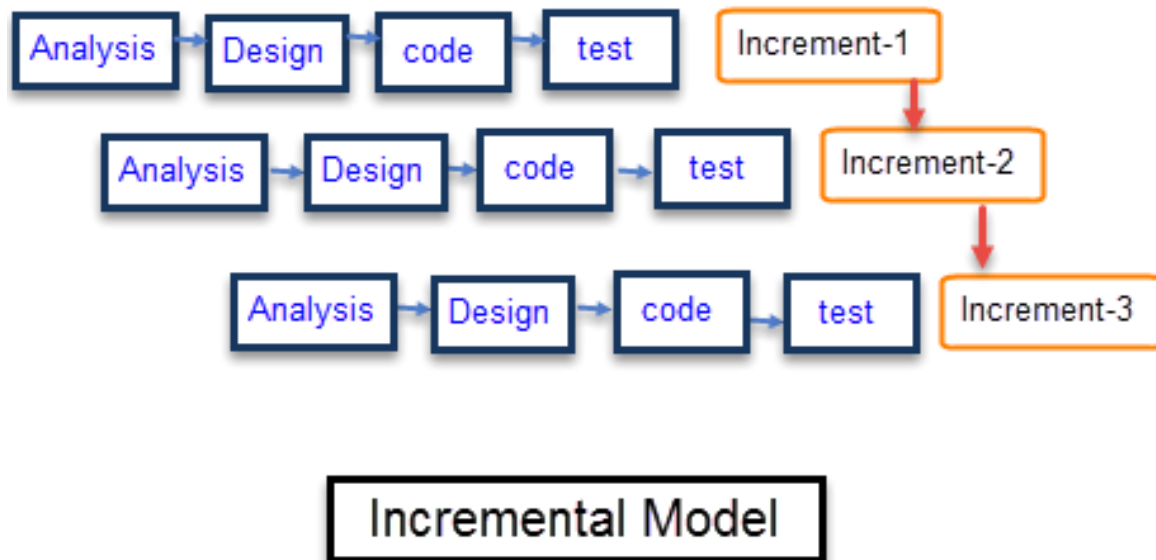 Analysis Design code test Increment-1
Analysis Design code test Increment-2
Analysis Design code test Increment-3
Incremental Model